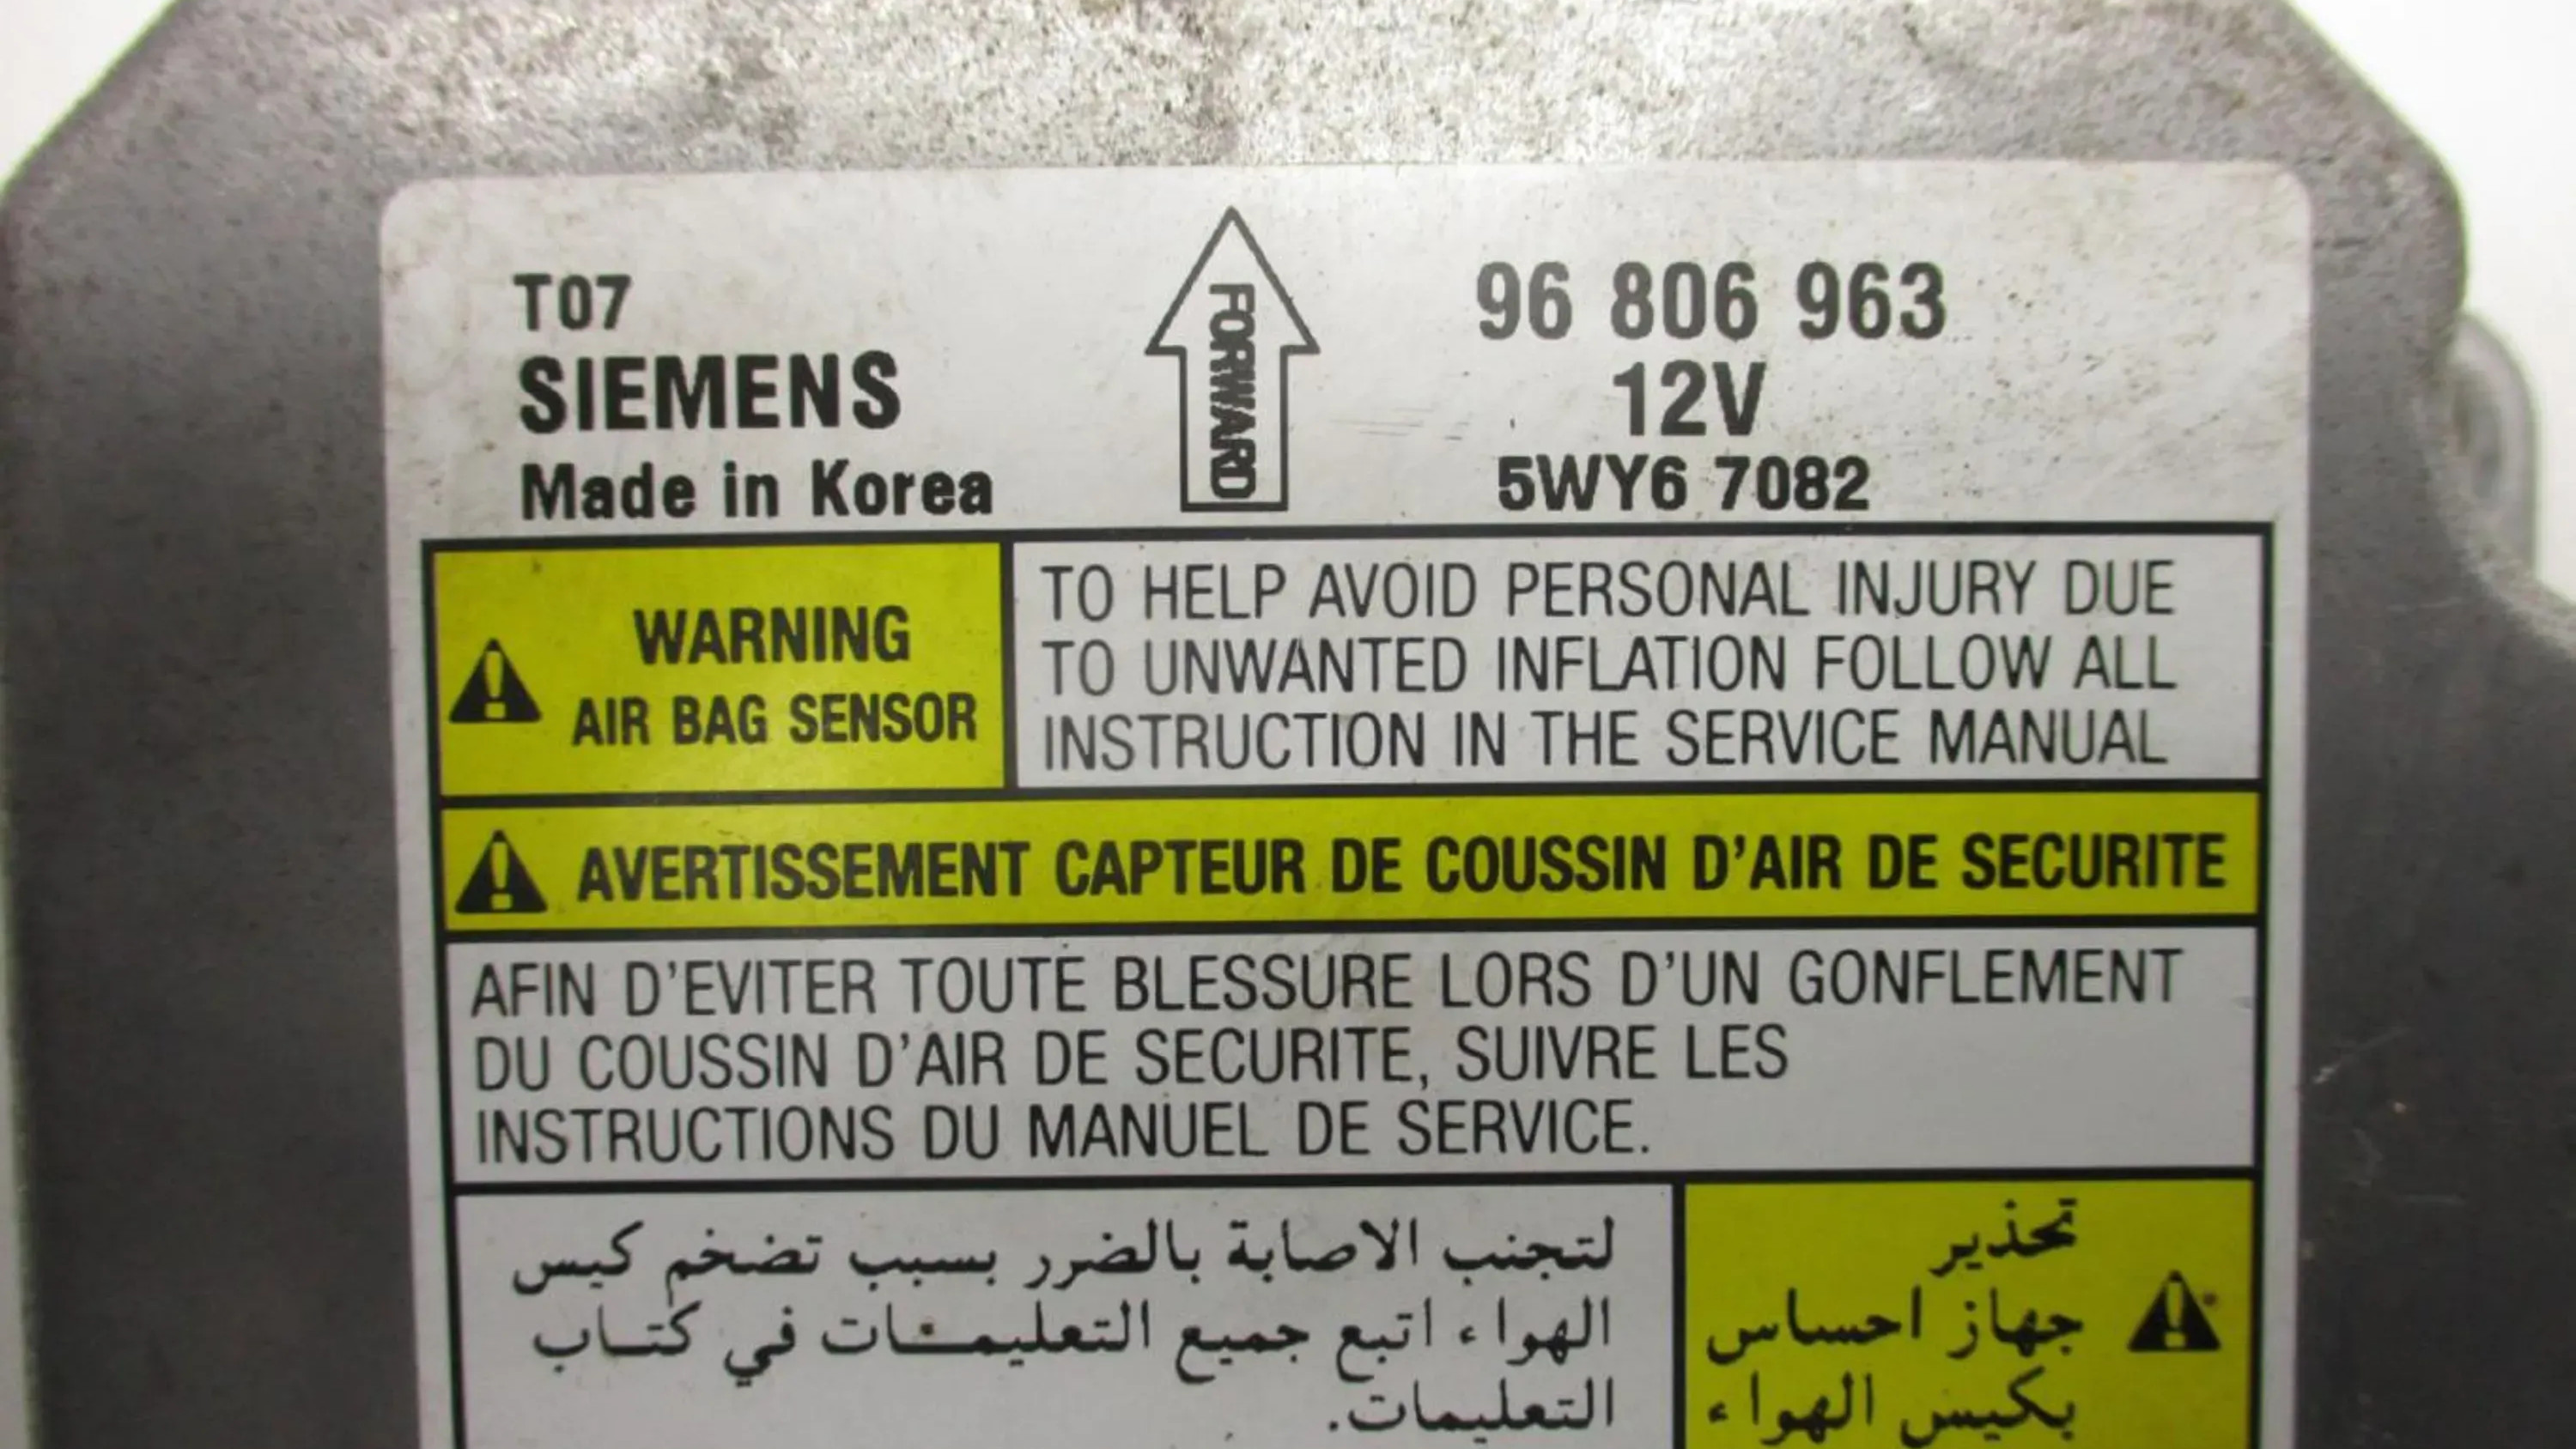 T07
SIEMENS
Made in Korea
FORWARD
96 806 963
12V
5WY6 7082
WARNING
AIR BAG SENSOR
TO HELP AVOID PERSONAL INJURY DUE
TO UNWANTED INFLATION FOLLOW ALL
INSTRUCTION IN THE SERVICE MANUAL
AVERTISSEMENT CAPTEUR DE COUSSIN D'AIR DE SECURITE
AFIN D'EVITER TOUTE BLESSURE LORS D'UN GONFLEMENT
DU COUSSIN D'AIR DE SECURITE, SUIVRE LES
INSTRUCTIONS DU MANUEL DE SERVICE.
تحذير
جهاز احساس
بكيس الهواء
لتجنب الاصابة بالضرر بسبب تضخم كيس
الهواء اتبع جميع التعليمات في كتاب
التعليمات.